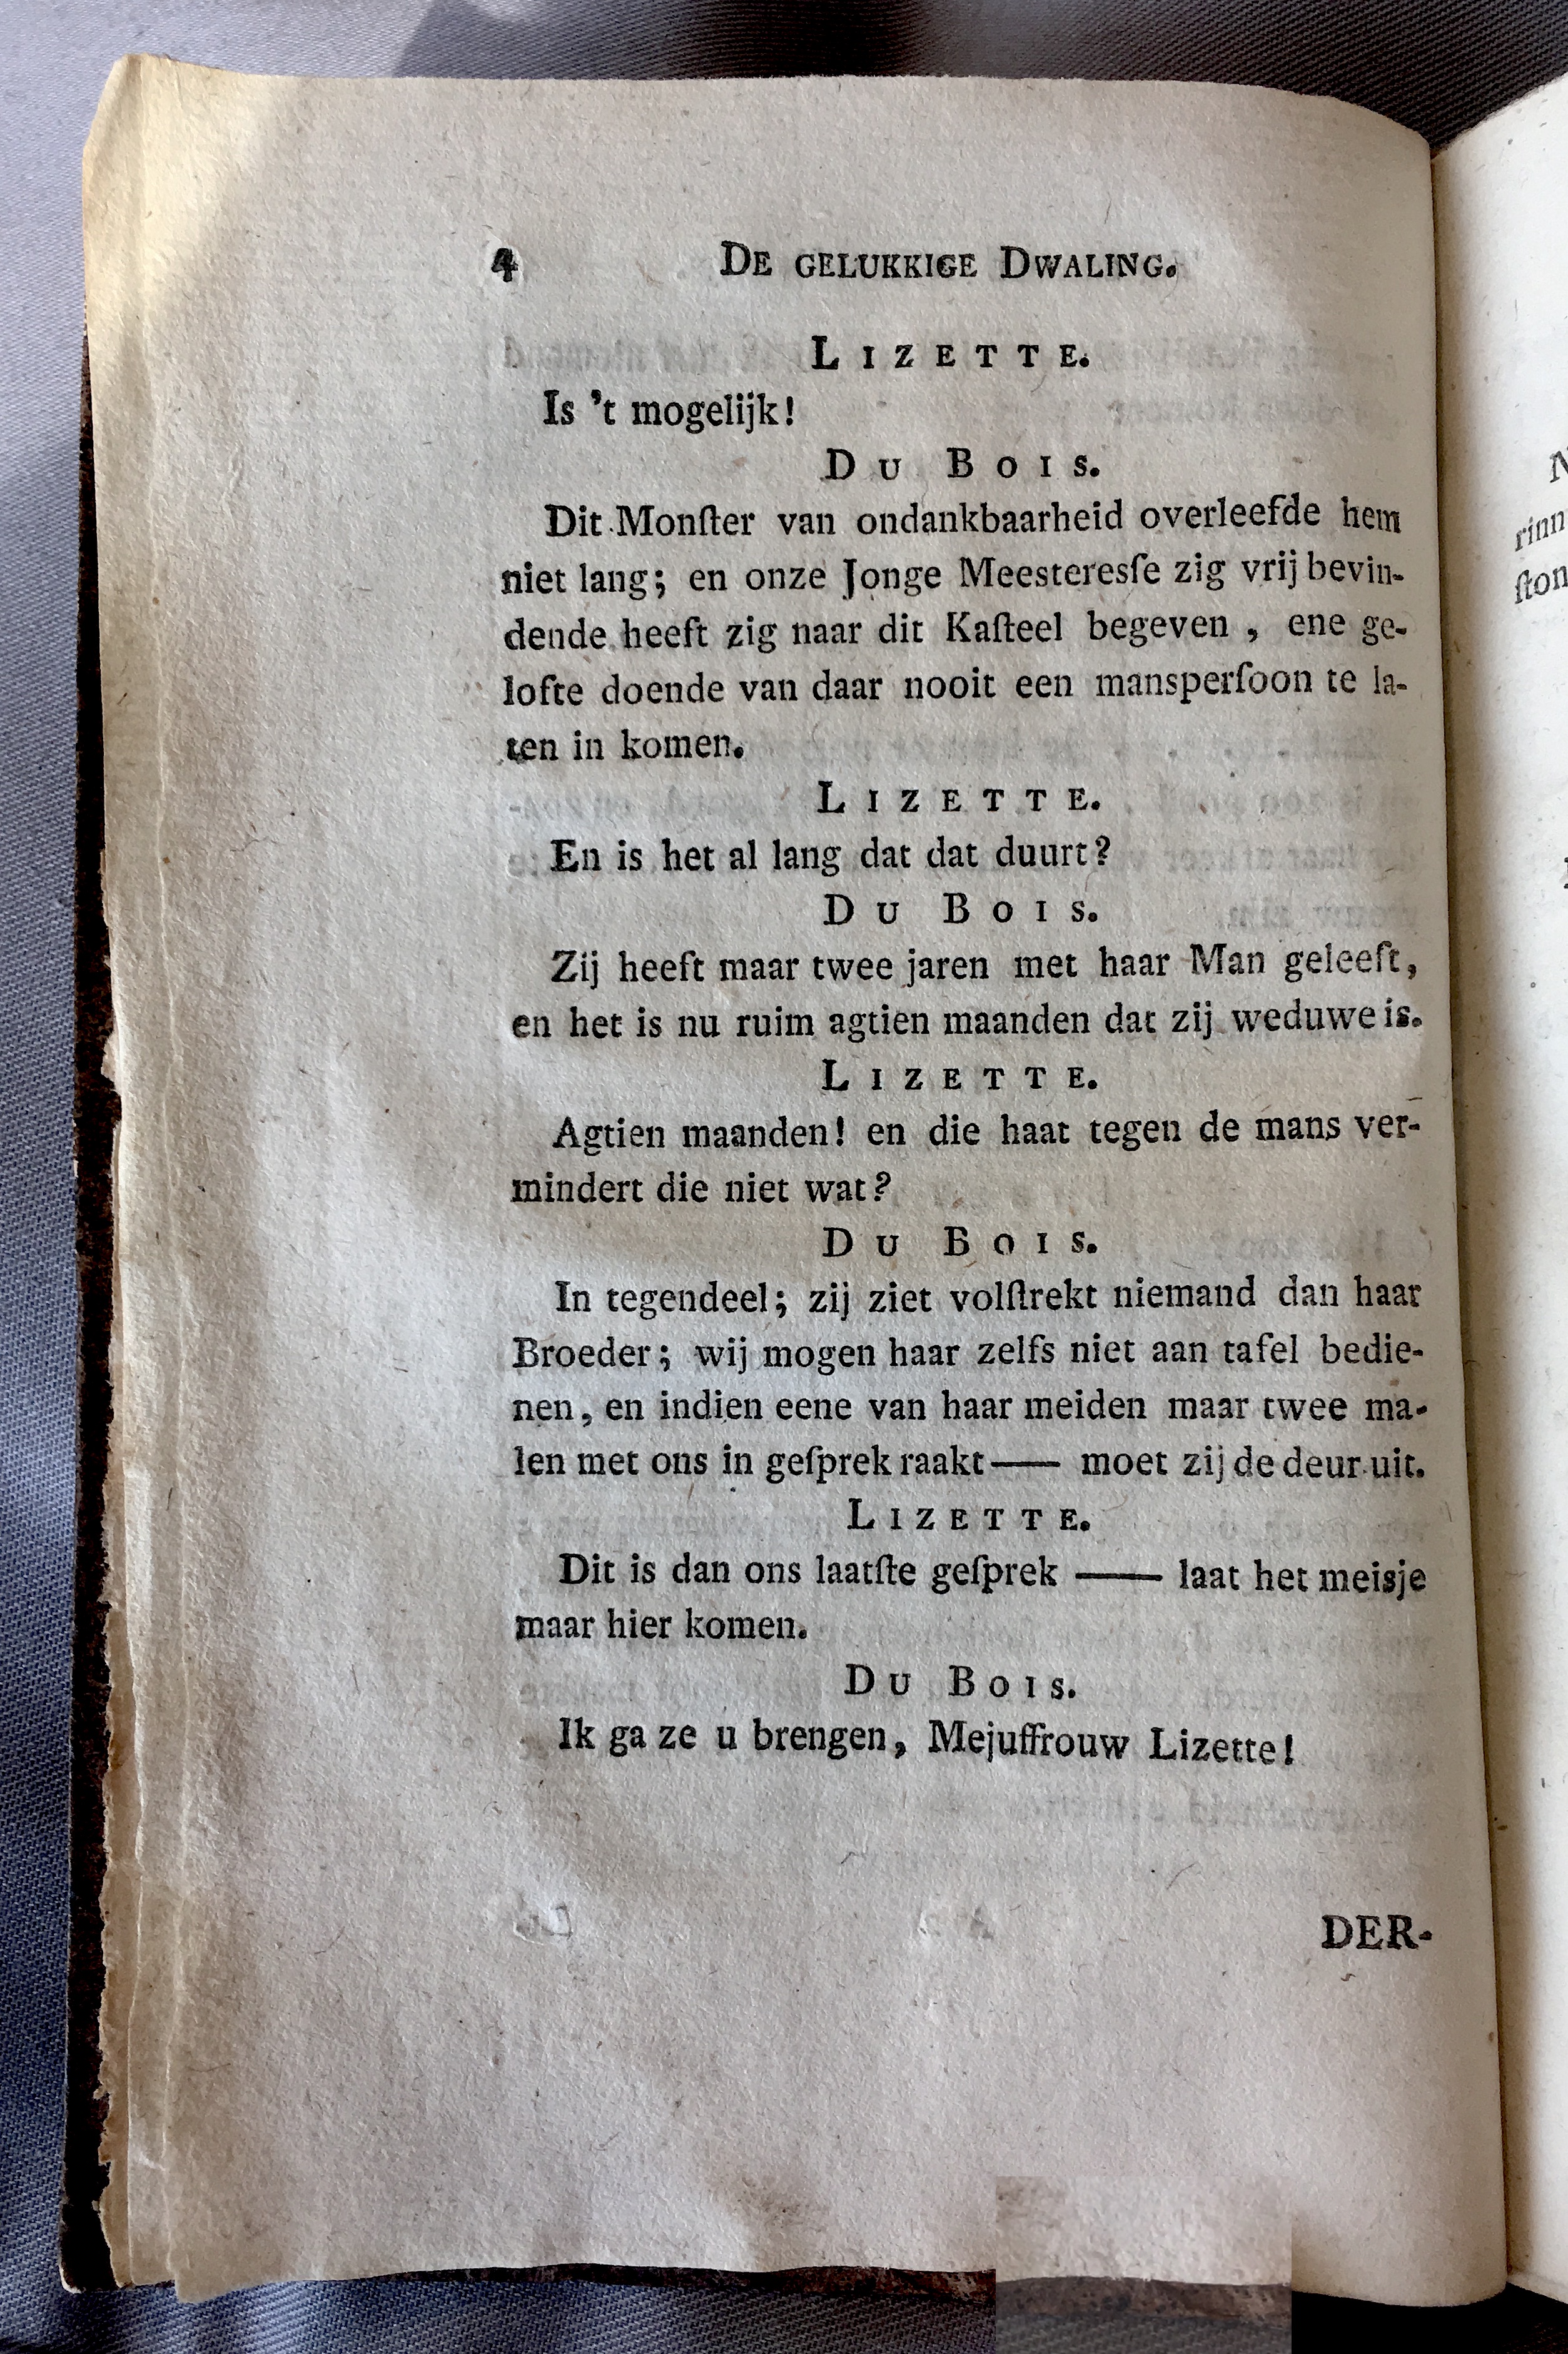 4 DE GELUKKIGE DWALING.
LIZETTE.
Is 't mogelijk!
DU BOIS.
Dit Monſter van ondankbaarheid overleefde hem
niet lang; en onze Jonge Meesteresſe zig vrij bevin-
dende heeft zig naar dit Kaſteel begeven, ene ge-
lofte doende van daar nooit een mansperſoon te la-
ten in komen.
LIZETTE.
En is het al lang dat dat duurt?
DU BOIS.
Zij heeft maar twee jaren met haar Man geleeft,
en het is nu ruim agtien maanden dat zij weduwe is.
LIZETTE.
Agtien maanden! en die haat tegen de mans ver-
mindert die niet wat?
DU BOIS.
In tegendeel; zij ziet volſtrekt niemand dan haar
Broeder; wij mogen haar zelfs niet aan tafel bedie-
nen, en indien eene van haar meiden maar twee ma-
len met ons in geſprek raakt — moet zij de deur uit.
LIZETTE.
Dit is dan ons laatſte geſprek — laat het meisje
maar hier komen.
DU BOIS.
Ik ga ze u brengen, Mejuffrouw Lizette!
DER-